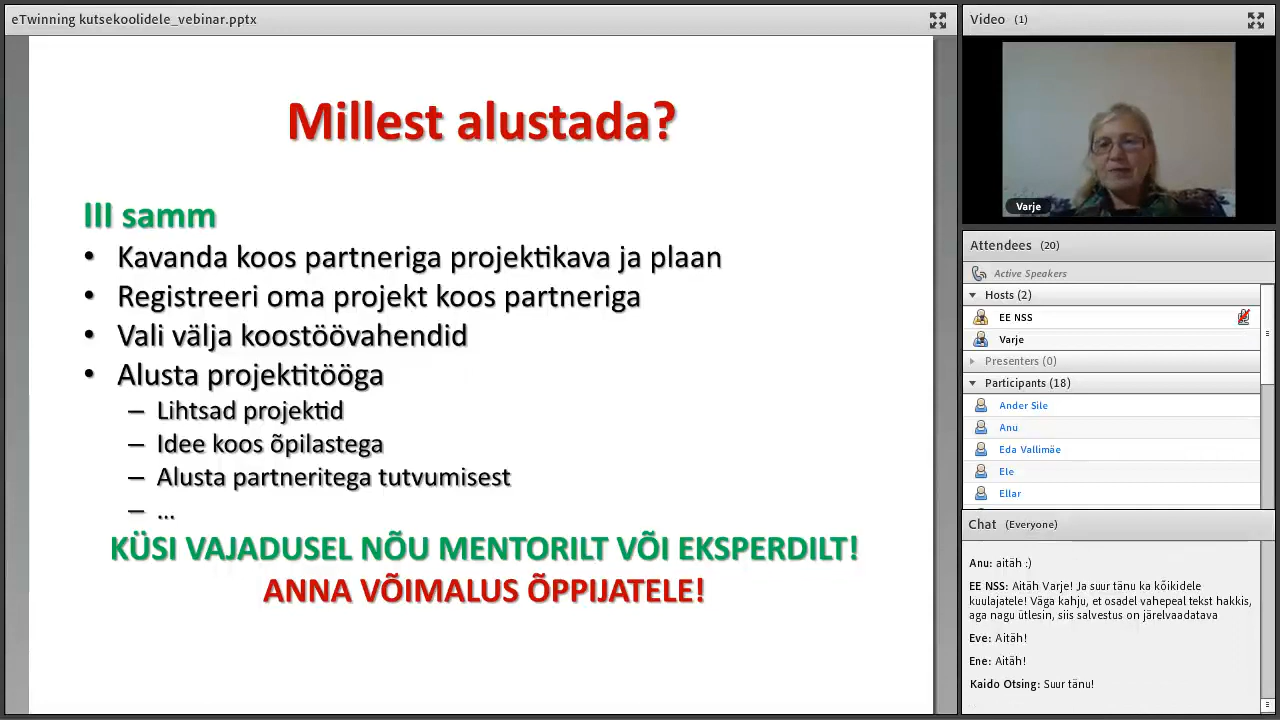 eTwinning kutsekoolidele_vebinar.pptx
Millest alustada?
III samm
• Kavanda koos partneriga projektikava ja plaan
• Registreeri oma projekt koos partneriga
• Vali välja koostöövahendid
• Alusta projektitööga
– Lihtsad projektid
– Idee koos õpilastega
– Alusta partneritega tutvumisest
– ...
KÜSI VAJADUSEL NÕU MENTORILT VÕI EKSPERDILT!
ANNA VÕIMALUS ÕPPIJATELE!
Video (1)
Varje
Attendees (20)
Active Speakers
Hosts (2)
EE NSS
Varje
Presenters (0)
Participants (18)
Ander Sile
Anu
Eda Vallimäe
Ele
Ellar
Chat (Everyone)
Anu: aitäh :)
EE NSS: Aitäh Varje! Ja suur tänu ka kõikidele
kuulajatele! Väga kahju, et osadel vahepeal tekst hakkis,
aga nagu ütlesin, siis salvestus on järelvaadatava
Eve: Aitäh!
Ene: Aitäh!
Kaido Otsing: Suur tänu!